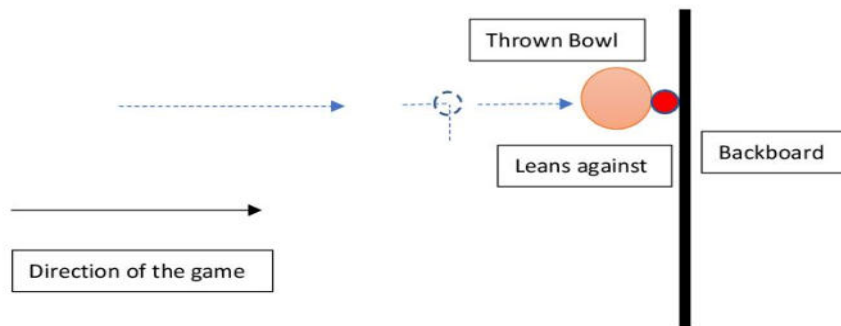 Thrown Bowl
Leans against
Backboard
Direction of the game